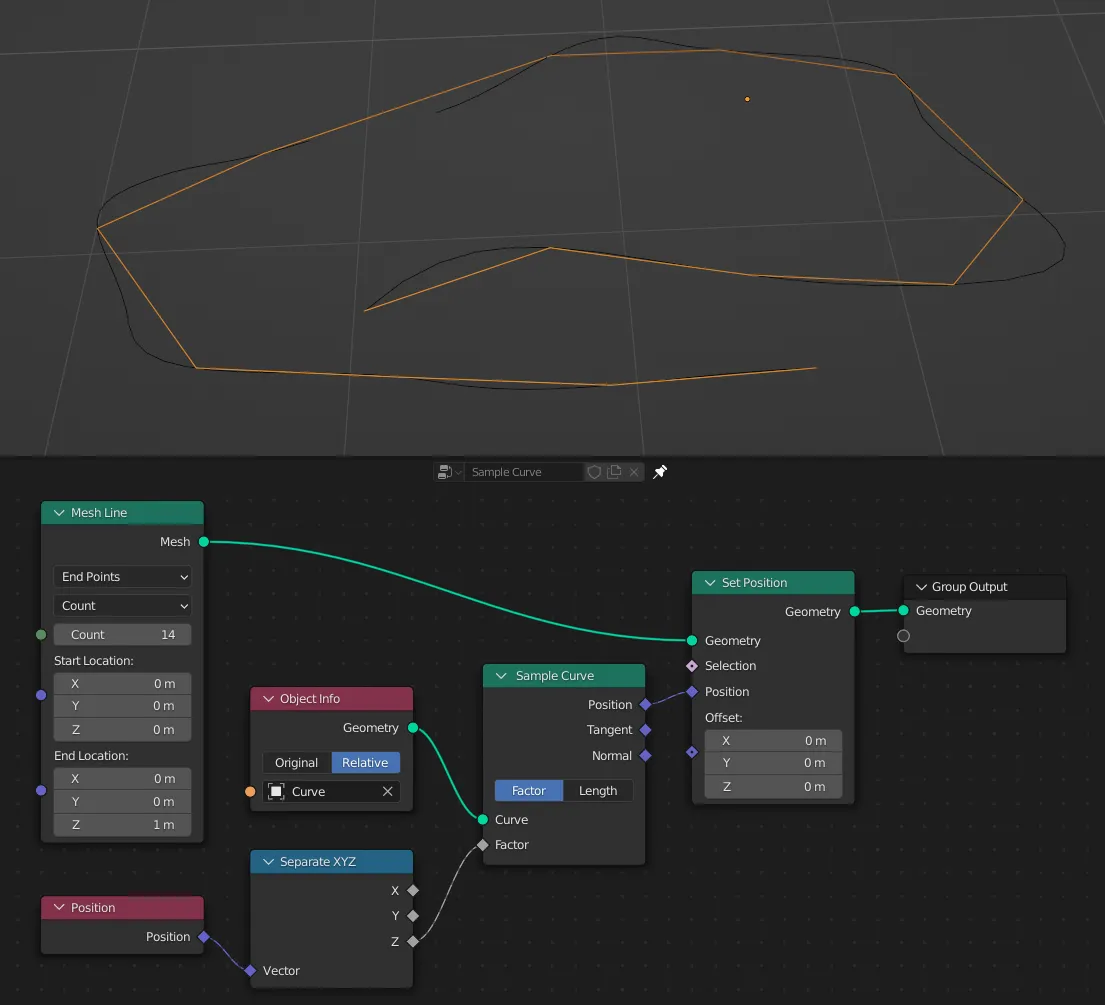 Sample Curve
Mesh Line
Mesh
End Points
Count
Count 14
Start Location:
X 0 m
Y 0 m
Z 0 m
End Location:
X 0 m
Y 0 m
Z 1 m
Position
Position
Object Info
Geometry
Original Relative
Curve
Separate XYZ
X
Y
Z
Vector
Sample Curve
Position
Tangent
Normal
Factor Length
Curve
Factor
Set Position
Geometry
Geometry
Selection
Position
Offset:
X 0 m
Y 0 m
Z 0 m
Group Output
Geometry